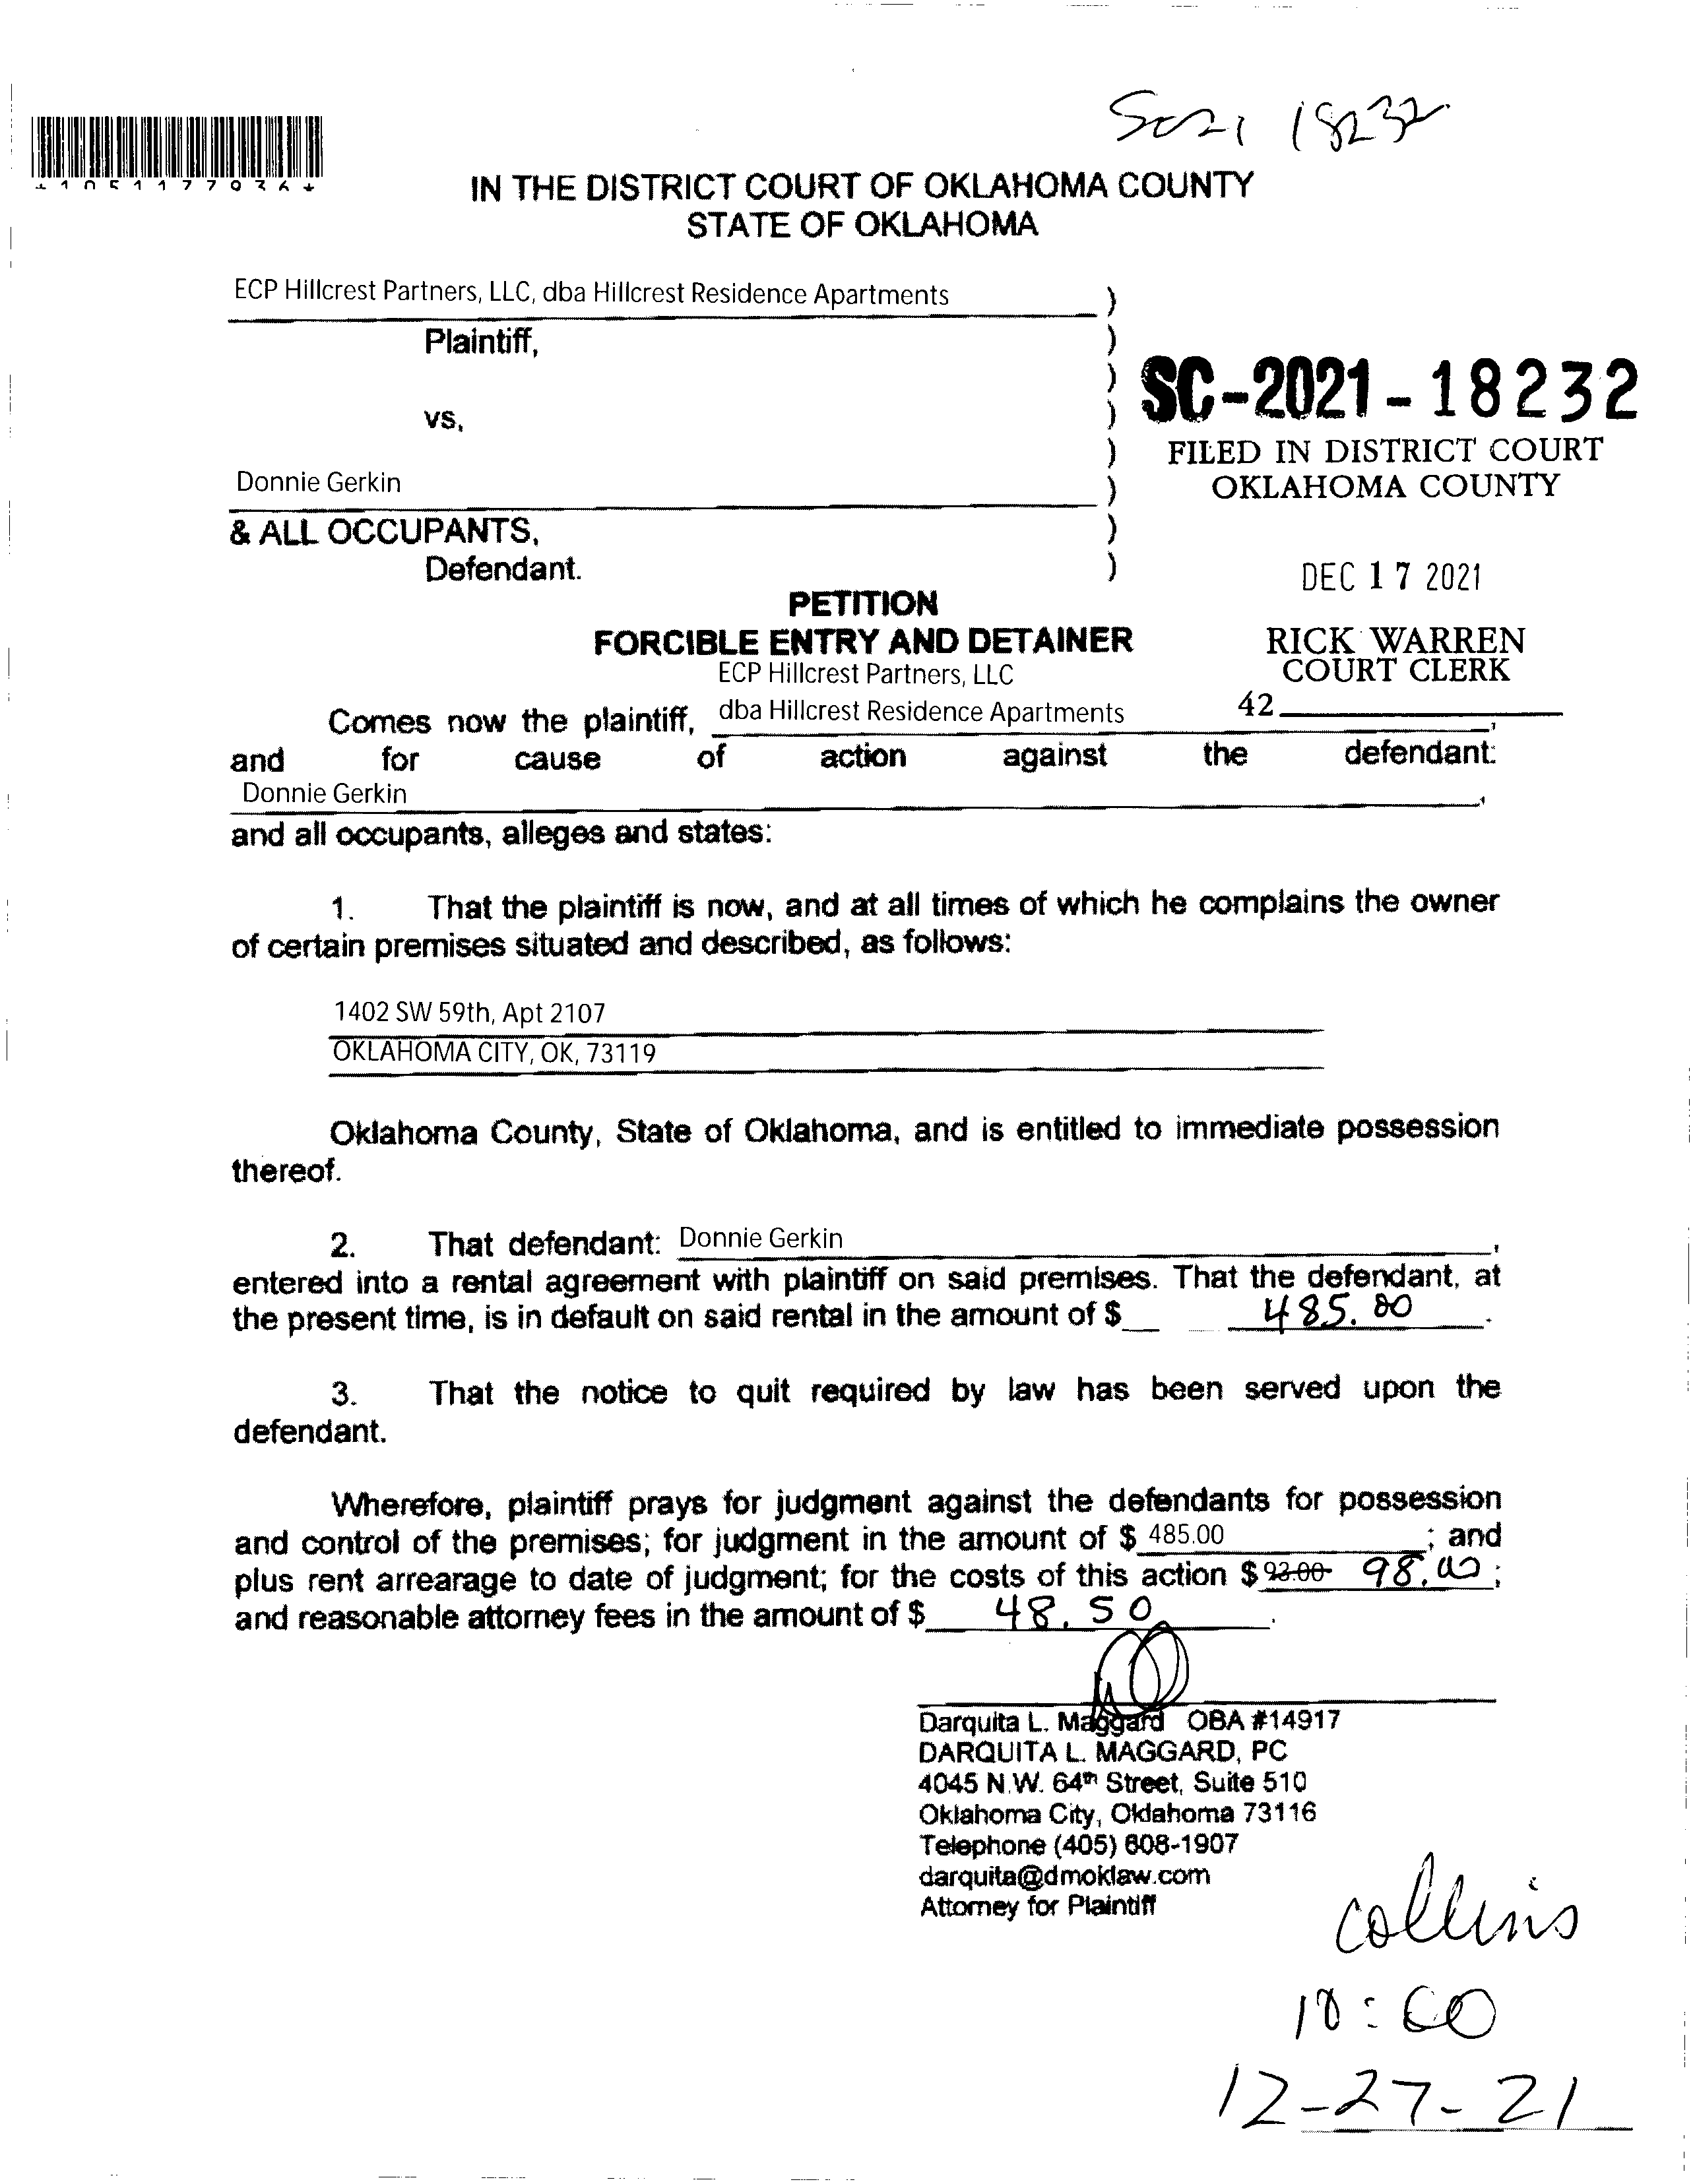 SC21 18232
IN THE DISTRICT COURT OF OKLAHOMA COUNTY
STATE OF OKLAHOMA
ECP Hillcrest Partners, LLC, dba Hillcrest Residence Apartments )
Plaintiff, )
)
vs. )
)
Donnie Gerkin )
& ALL OCCUPANTS, )
Defendant. )
SC-2021-18232
FILED IN DISTRICT COURT
OKLAHOMA COUNTY
DEC 17 2021
RICK WARREN
COURT CLERK
42
PETITION
FORCIBLE ENTRY AND DETAINER
ECP Hillcrest Partners, LLC
Comes now the plaintiff, dba Hillcrest Residence Apartments,
and for cause of action against the defendant:
Donnie Gerkin,
and all occupants, alleges and states:
1. That the plaintiff is now, and at all times of which he complains the owner
of certain premises situated and described, as follows:
1402 SW 59th, Apt 2107
OKLAHOMA CITY, OK, 73119
Oklahoma County, State of Oklahoma, and is entitled to immediate possession
thereof.
2. That defendant: Donnie Gerkin,
entered into a rental agreement with plaintiff on said premises. That the defendant, at
the present time, is in default on said rental in the amount of $ 485.00.
3. That the notice to quit required by law has been served upon the
defendant.
Wherefore, plaintiff prays for judgment against the defendants for possession
and control of the premises; for judgment in the amount of $ 485.00; and
plus rent arrearage to date of judgment; for the costs of this action $ 93.00 98.00;
and reasonable attorney fees in the amount of $ 48.50.
Darquita L. Maggard OBA #14917
DARQUITA L. MAGGARD, PC
4045 N.W. 64th Street, Suite 510
Oklahoma City, Oklahoma 73116
Telephone (405) 608-1907
darquita@dmoklaw.com
Attorney for Plaintiff
collins
10:00
12-27-21